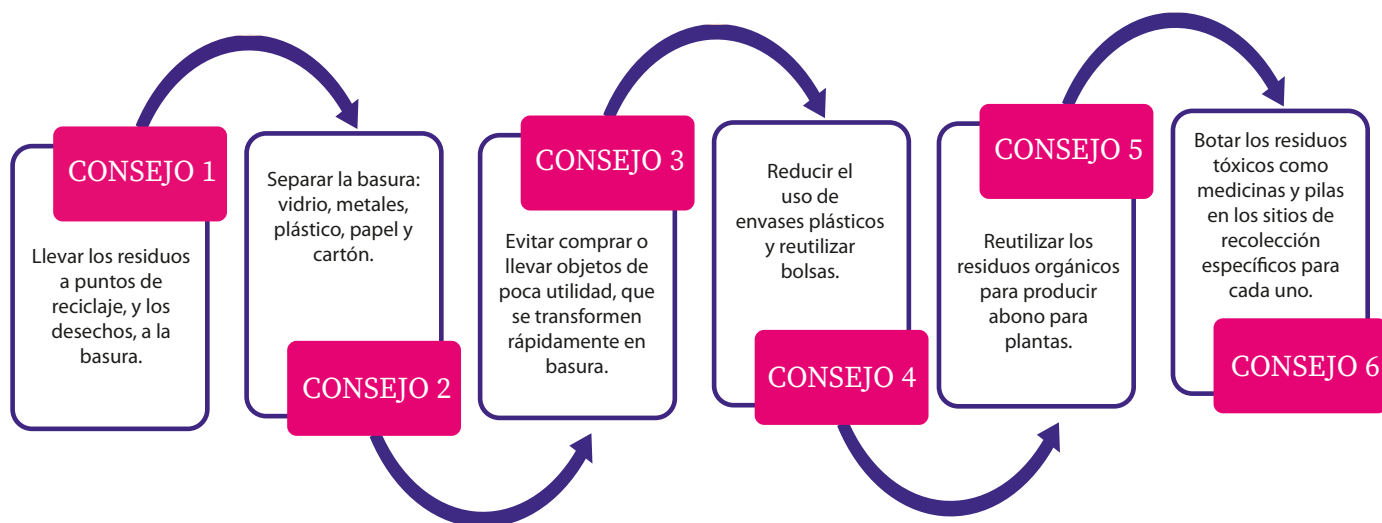 CONSEJO 1
Llevar los residuos
a puntos de
reciclaje, y los
desechos, a la
basura.
Separar la basura:
vidrio, metales,
plástico, papel y
cartón.
CONSEJO 2
CONSEJO 3
Evitar comprar o
llevar objetos de
poca utilidad, que
se transformen
rápidamente en
basura.
Reducir el
uso de
envases plásticos
y reutilizar
bolsas.
CONSEJO 4
CONSEJO 5
Reutilizar los
residuos orgánicos
para producir
abono para
plantas.
Botar los residuos
tóxicos como
medicinas y pilas
en los sitios de
recolección
específicos para
cada uno.
CONSEJO 6